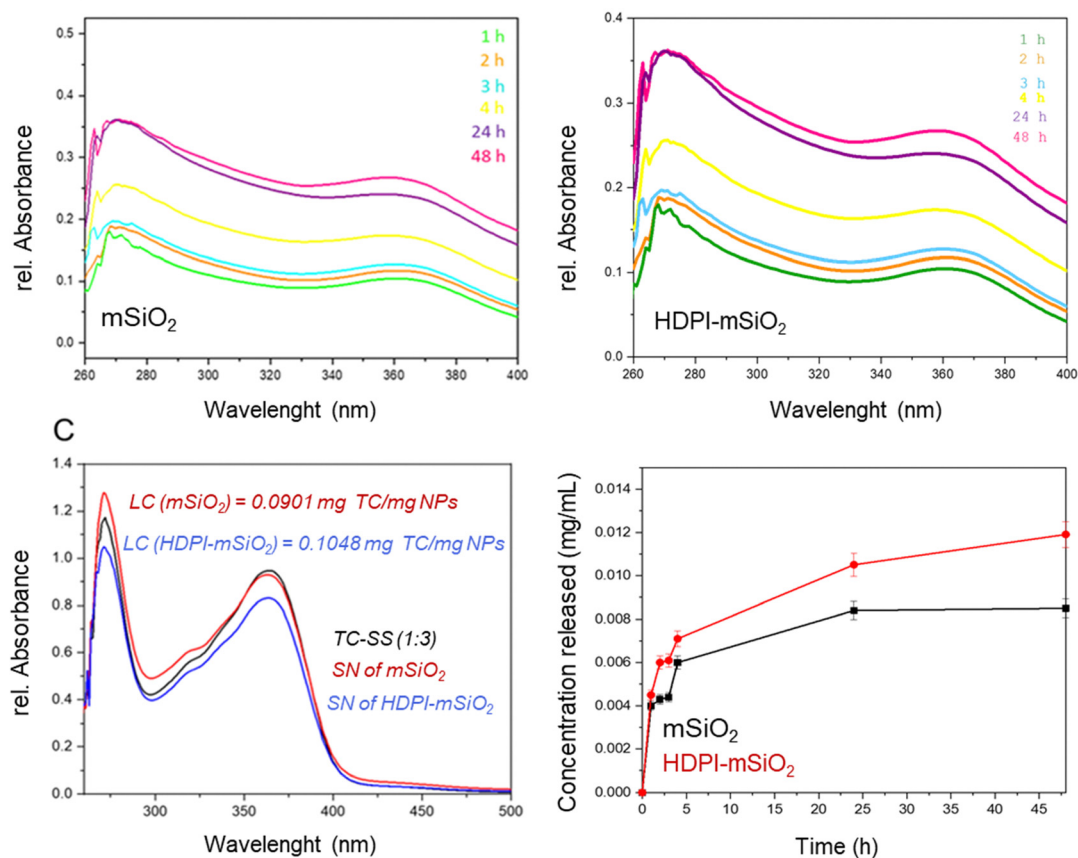 0.5
0.4
0.3
0.2
0.1
0.0
rel. Absorbance
1 h
2 h
3 h
4 h
24 h
48 h
mSiO₂
260 280 300 320 340 360 380 400
Wavelenght (nm)
0.4
0.3
0.2
0.1
0
rel. Absorbance
1 h
2 h
3 h
4 h
24 h
48 h
HDPI-mSiO₂
260 280 300 320 340 360 380 400
Wavelenght (nm)
C
1.4
1.2
1.0
0.8
0.6
0.4
0.2
0.0
rel. Absorbance
LC (mSiO₂) = 0.0901 mg TC/mg NPs
LC (HDPI-mSiO₂) = 0.1048 mg TC/mg NPs
TC-SS (1:3)
SN of mSiO₂
SN of HDPI-mSiO₂
300 350 400 450 500
Wavelenght (nm)
0.014
0.012
0.010
0.008
0.006
0.004
0.002
0.000
Concentration released (mg/mL)
mSiO₂
HDPI-mSiO₂
0 5 10 15 20 25 30 35 40 45
Time (h)